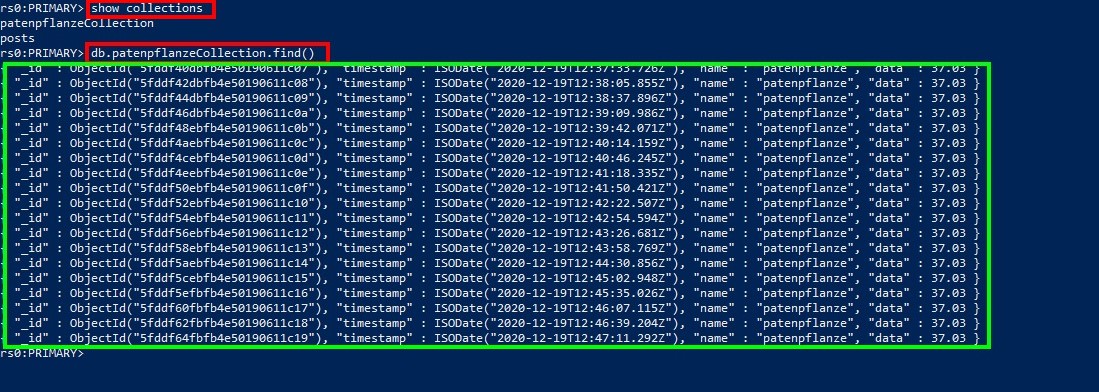 rs0:PRIMARY> show collections
patenpflanzeCollection
posts
rs0:PRIMARY> db.patenpflanzeCollection.find()
"_id" : ObjectId("5fddf40dbfb4e50190611c07"), "timestamp" : ISODate("2020-12-19T12:37:33.726Z"), "name" : "patenpflanze", "data" : 37.03 }
"_id" : ObjectId("5fddf42dbfb4e50190611c08"), "timestamp" : ISODate("2020-12-19T12:38:05.855Z"), "name" : "patenpflanze", "data" : 37.03 }
"_id" : ObjectId("5fddf44dbfb4e50190611c09"), "timestamp" : ISODate("2020-12-19T12:38:37.896Z"), "name" : "patenpflanze", "data" : 37.03 }
"_id" : ObjectId("5fddf46dbfb4e50190611c0a"), "timestamp" : ISODate("2020-12-19T12:39:09.986Z"), "name" : "patenpflanze", "data" : 37.03 }
"_id" : ObjectId("5fddf48ebfb4e50190611c0b"), "timestamp" : ISODate("2020-12-19T12:39:42.071Z"), "name" : "patenpflanze", "data" : 37.03 }
"_id" : ObjectId("5fddf4aebfb4e50190611c0c"), "timestamp" : ISODate("2020-12-19T12:40:14.159Z"), "name" : "patenpflanze", "data" : 37.03 }
"_id" : ObjectId("5fddf4cebfb4e50190611c0d"), "timestamp" : ISODate("2020-12-19T12:40:46.245Z"), "name" : "patenpflanze", "data" : 37.03 }
"_id" : ObjectId("5fddf4eebfb4e50190611c0e"), "timestamp" : ISODate("2020-12-19T12:41:18.335Z"), "name" : "patenpflanze", "data" : 37.03 }
"_id" : ObjectId("5fddf50ebfb4e50190611c0f"), "timestamp" : ISODate("2020-12-19T12:41:50.421Z"), "name" : "patenpflanze", "data" : 37.03 }
"_id" : ObjectId("5fddf52ebfb4e50190611c10"), "timestamp" : ISODate("2020-12-19T12:42:22.507Z"), "name" : "patenpflanze", "data" : 37.03 }
"_id" : ObjectId("5fddf54ebfb4e50190611c11"), "timestamp" : ISODate("2020-12-19T12:42:54.594Z"), "name" : "patenpflanze", "data" : 37.03 }
"_id" : ObjectId("5fddf56ebfb4e50190611c12"), "timestamp" : ISODate("2020-12-19T12:43:26.681Z"), "name" : "patenpflanze", "data" : 37.03 }
"_id" : ObjectId("5fddf58ebfb4e50190611c13"), "timestamp" : ISODate("2020-12-19T12:43:58.769Z"), "name" : "patenpflanze", "data" : 37.03 }
"_id" : ObjectId("5fddf5aebfb4e50190611c14"), "timestamp" : ISODate("2020-12-19T12:44:30.856Z"), "name" : "patenpflanze", "data" : 37.03 }
"_id" : ObjectId("5fddf5cebfb4e50190611c15"), "timestamp" : ISODate("2020-12-19T12:45:02.948Z"), "name" : "patenpflanze", "data" : 37.03 }
"_id" : ObjectId("5fddf5efbfb4e50190611c16"), "timestamp" : ISODate("2020-12-19T12:45:35.026Z"), "name" : "patenpflanze", "data" : 37.03 }
"_id" : ObjectId("5fddf60fbfb4e50190611c17"), "timestamp" : ISODate("2020-12-19T12:46:07.115Z"), "name" : "patenpflanze", "data" : 37.03 }
"_id" : ObjectId("5fddf62fbfb4e50190611c18"), "timestamp" : ISODate("2020-12-19T12:46:39.204Z"), "name" : "patenpflanze", "data" : 37.03 }
"_id" : ObjectId("5fddf64fbfb4e50190611c19"), "timestamp" : ISODate("2020-12-19T12:47:11.292Z"), "name" : "patenpflanze", "data" : 37.03 }
rs0:PRIMARY>